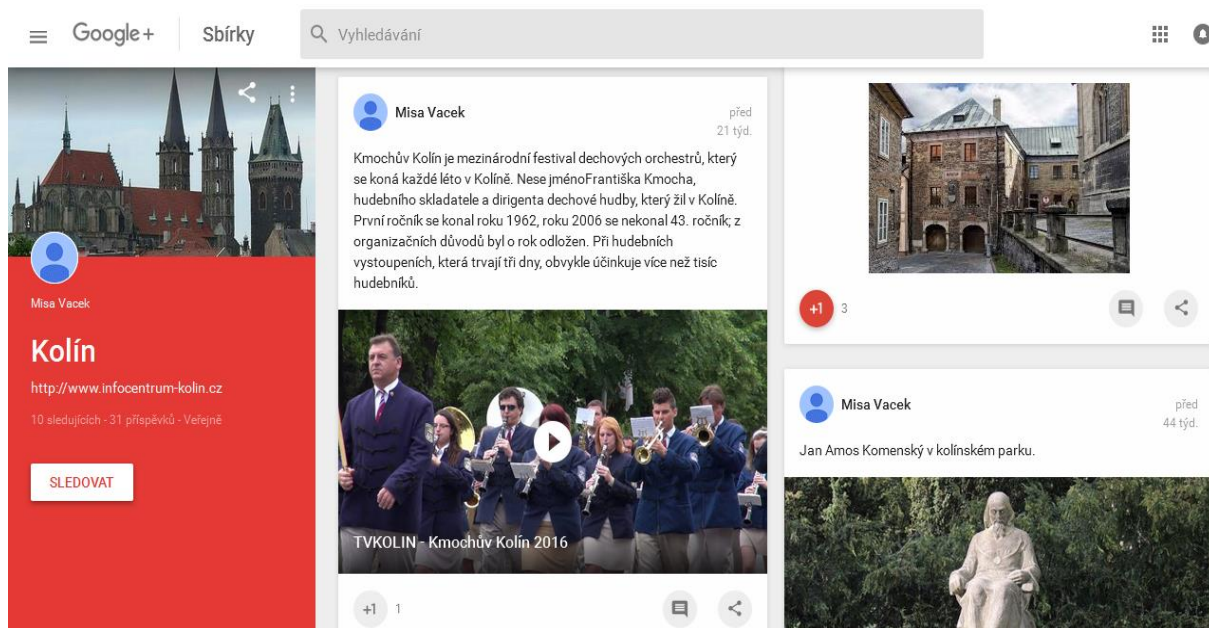 Google+
Sbírky
Vyhledávání
Misa Vacek
Kolín
http://www.infocentrum-kolin.cz
10 sledujících - 31 příspěvků - Veřejně
SLEDOVAT
Misa Vacek
před
21 týd.
Kmochův Kolín je mezinárodní festival dechových orchestrů, který
se koná každé léto v Kolíně. Nese jménoFrantiška Kmocha,
hudebního skladatele a dirigenta dechové hudby, který žil v Kolíně.
První ročník se konal roku 1962, roku 2006 se nekonal 43. ročník; z
organizačních důvodů byl o rok odložen. Při hudebních
vystoupeních, která trvají tři dny, obvykle účinkuje více než tisíc
hudebníků.
TVKOLIN - Kmochův Kolín 2016
+1
1
+1
3
Misa Vacek
před
44 týd.
Jan Amos Komenský v kolínském parku.